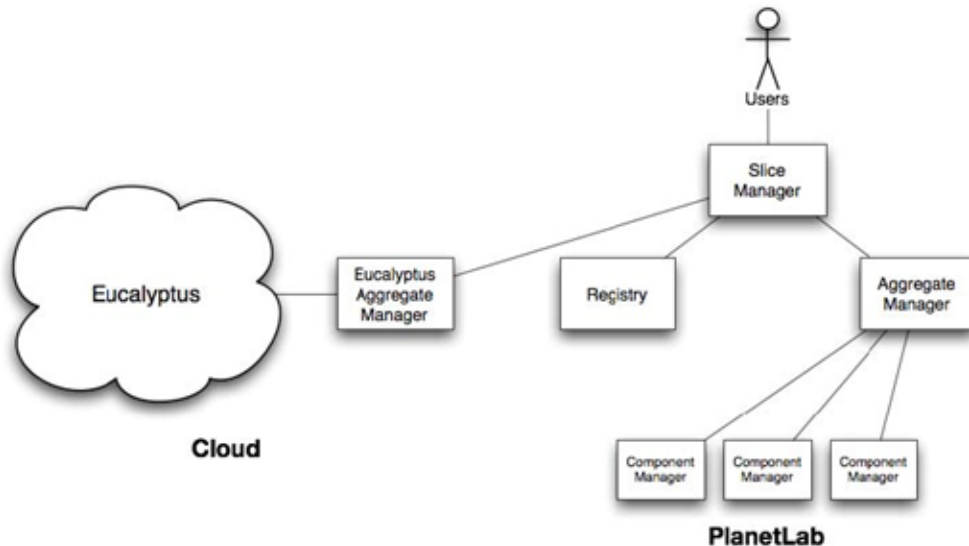 Users
Slice
Manager
Eucalyptus
Eucalyptus
Aggregate
Manager
Registry
Aggregate
Manager
Cloud
Component
Manager
Component
Manager
Component
Manager
PlanetLab